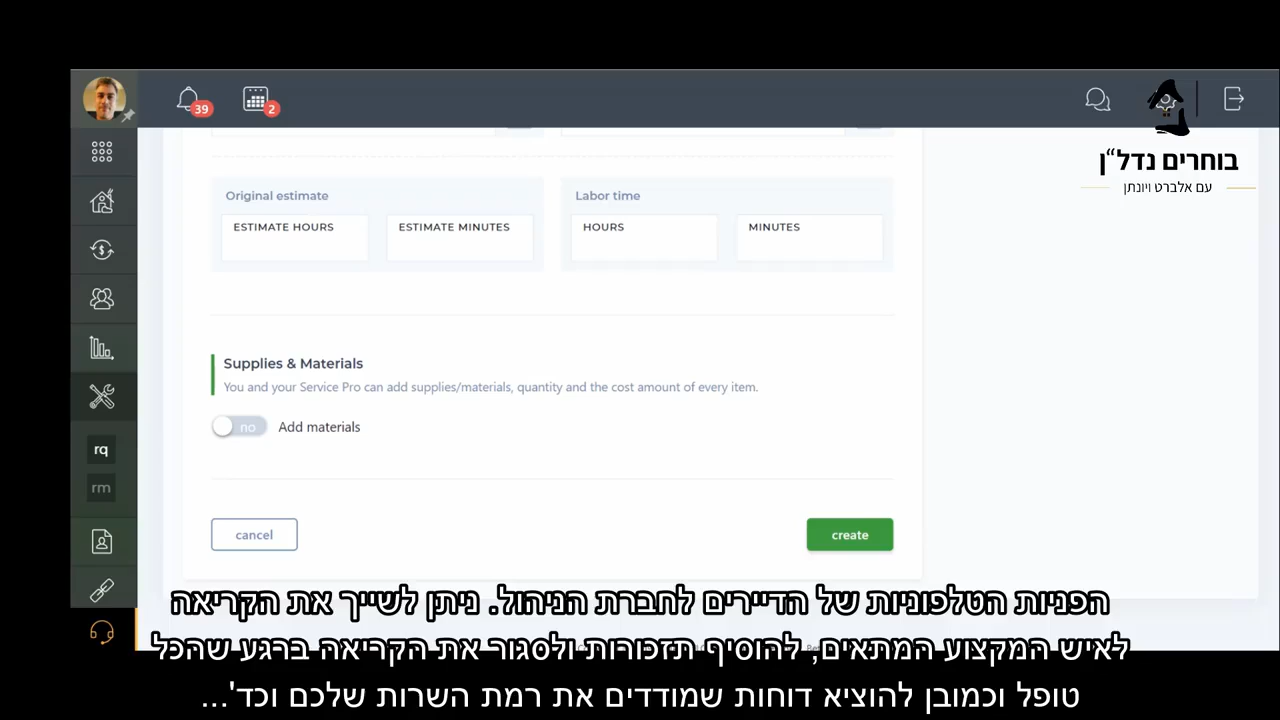 39
2
בוחרים נדל"ן
עם אלברט ויונתן
Original estimate
Labor time
ESTIMATE HOURS
ESTIMATE MINUTES
HOURS
MINUTES
Supplies & Materials
You and your Service Pro can add supplies/materials, quantity and the cost amount of every item.
no
Add materials
rq
rm
cancel
create
הפניות הטלפוניות של הדיירים לחברת הניהול. ניתן לשייך את הקריאה
לאיש המקצוע המתאים, להוסיף תזכורות ולסגור את הקריאה ברגע שהכל
טופל וכמובן להוציא דוחות שמודדים את רמת השרות שלכם וכד'...